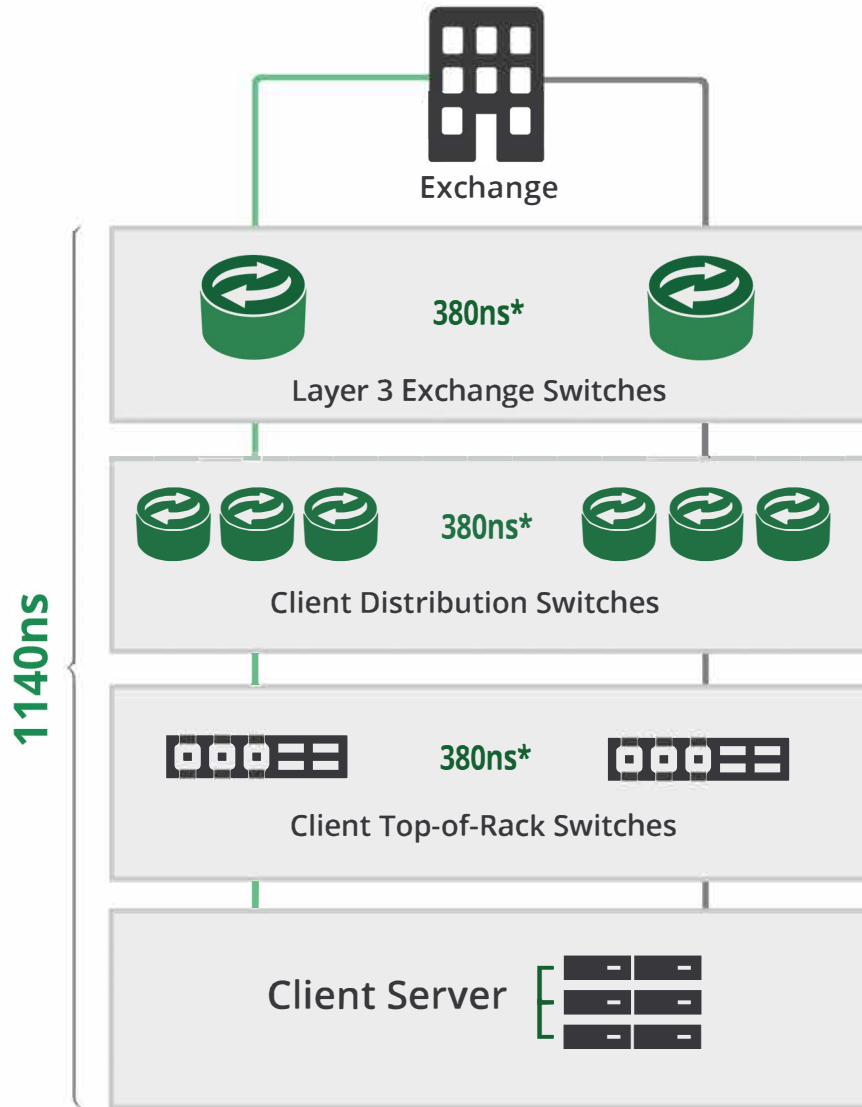 Exchange
380ns*
Layer 3 Exchange Switches
380ns*
Client Distribution Switches
1140ns
380ns*
Client Top-of-Rack Switches
Client Server